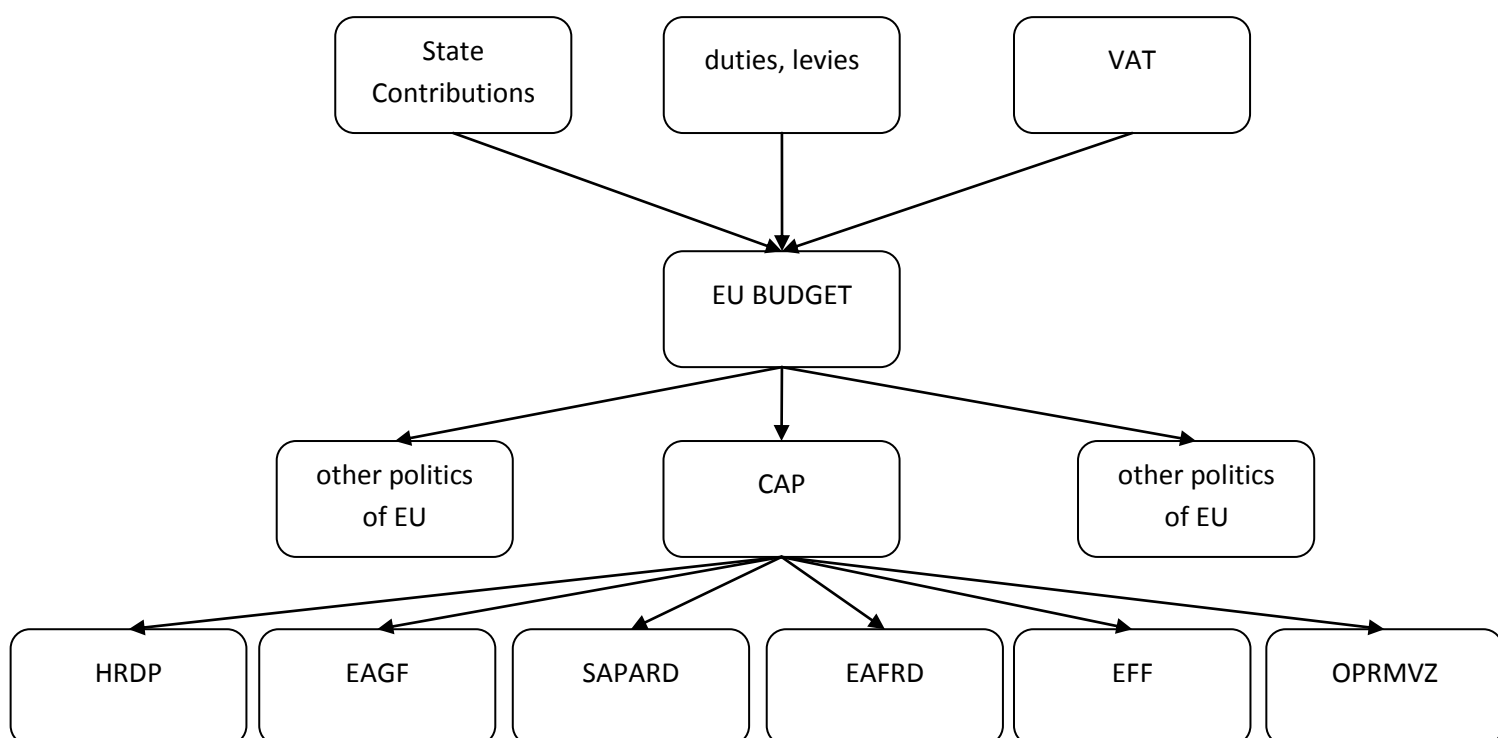 State
Contributions
duties, levies
VAT
EU BUDGET
other politics
of EU
CAP
other politics
of EU
HRDP
EAGF
SAPARD
EAFRD
EFF
OPRMVZ